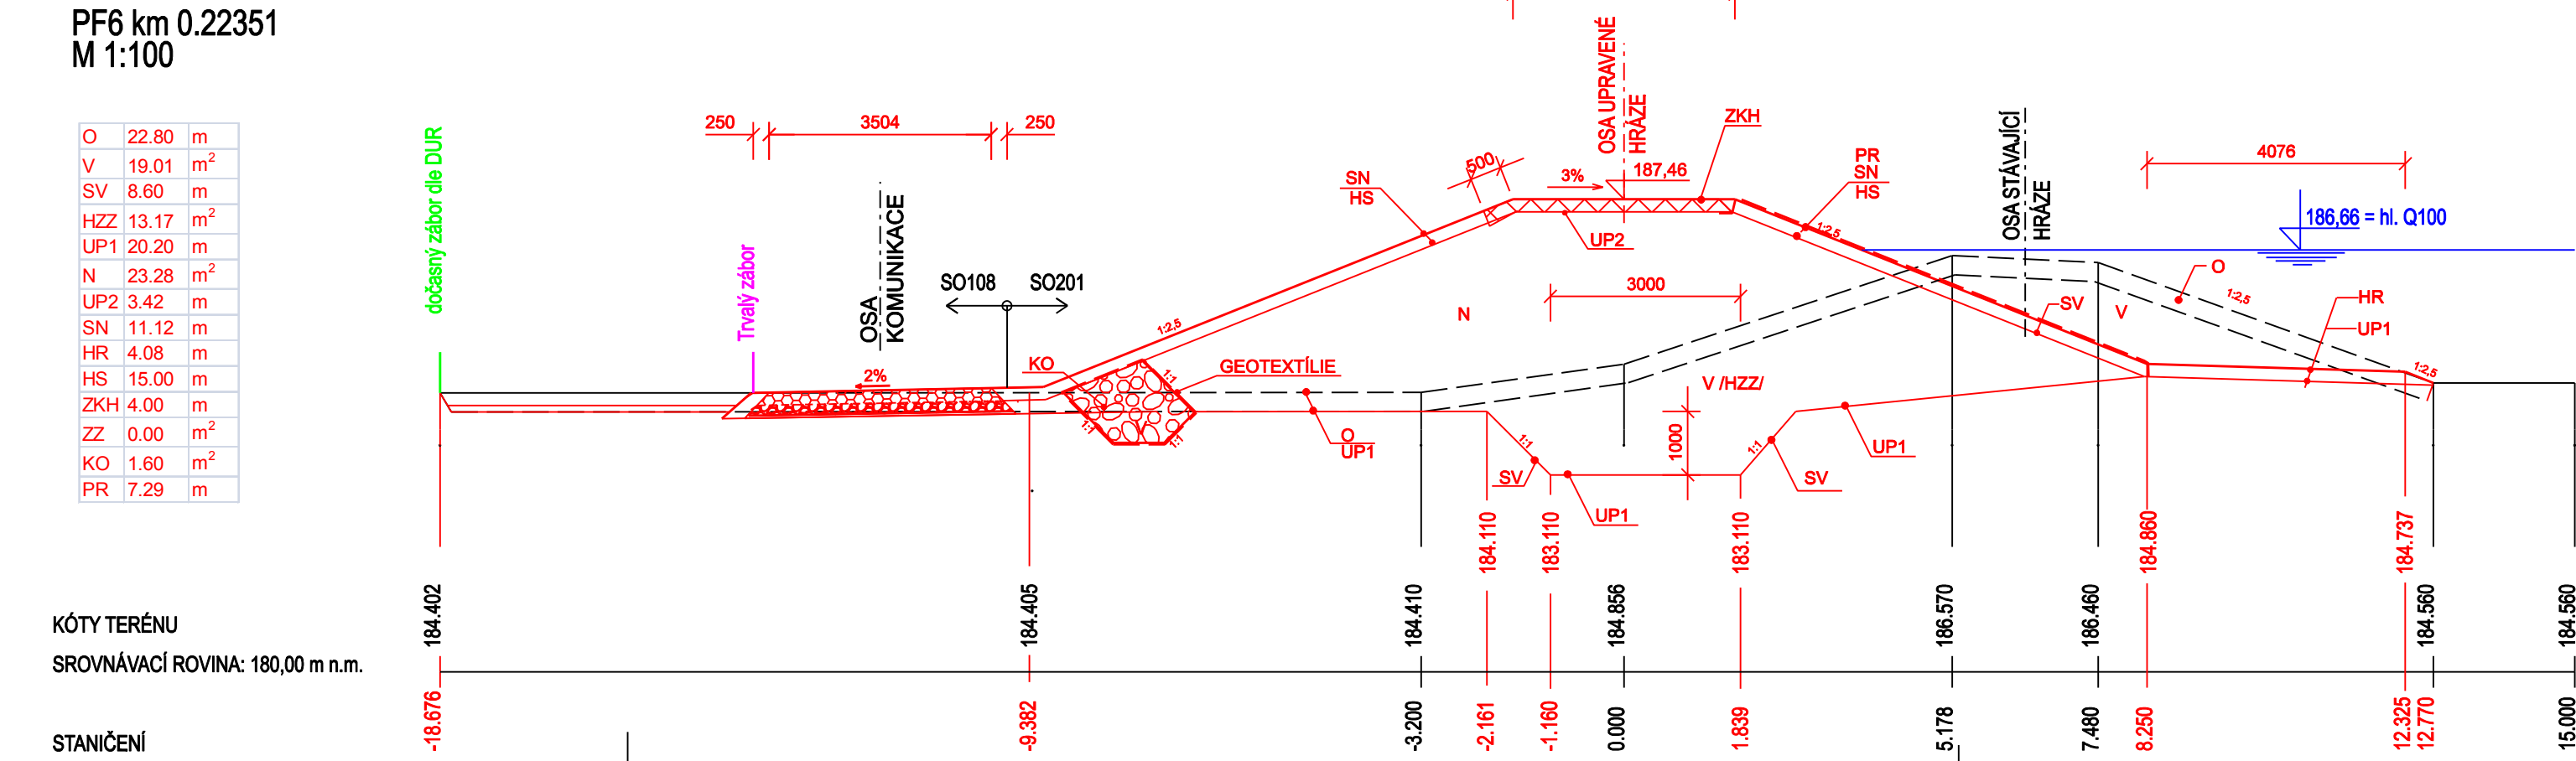 PF6 km 0.22351
M 1:100
O 22.80 m
V 19.01 m2
SV 8.60 m
HZZ 13.17 m2
UP1 20.20 m
N 23.28 m2
UP2 3.42 m
SN 11.12 m
HR 4.08 m
HS 15.00 m
ZKH 4.00 m
ZZ 0.00 m2
KO 1.60 m2
PR 7.29 m
dočasný zábor dle DUR
Trvalý zábor
250
3504
250
OSA
KOMUNIKACE
2%
SO108
SO201
KO
1:2,5
1:1
1:1
1:1
GEOTEXTÍLIE
O
UP1
SN
HS
500
3%
OSA UPRAVENÉ
HRÁZE
187,46
ZKH
UP2
PR
SN
HS
1:2,5
N
3000
V /HZZ/
1000
1:1
SV
UP1
1:1
SV
UP1
OSA STÁVAJÍCÍ
HRÁZE
4076
186,66 = hl. Q100
O
1:2,5
SV
V
HR
UP1
1:2,5
184.110
183.110
183.110
184.860
184.737
KÓTY TERÉNU
184.402
184.405
184.410
184.856
186.570
186.460
184.560
184.560
SROVNÁVACÍ ROVINA: 180,00 m n.m.
STANIČENÍ
-18.676
-9.382
-3.200
-2.161
-1.160
0.000
1.839
5.178
7.480
8.250
12.325
12.770
15.000